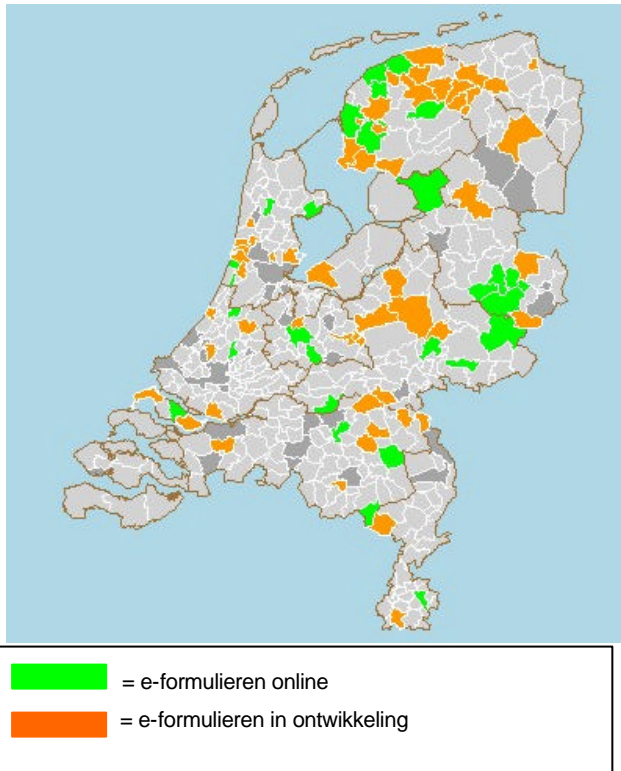 = e-formulieren online
= e-formulieren in ontwikkeling